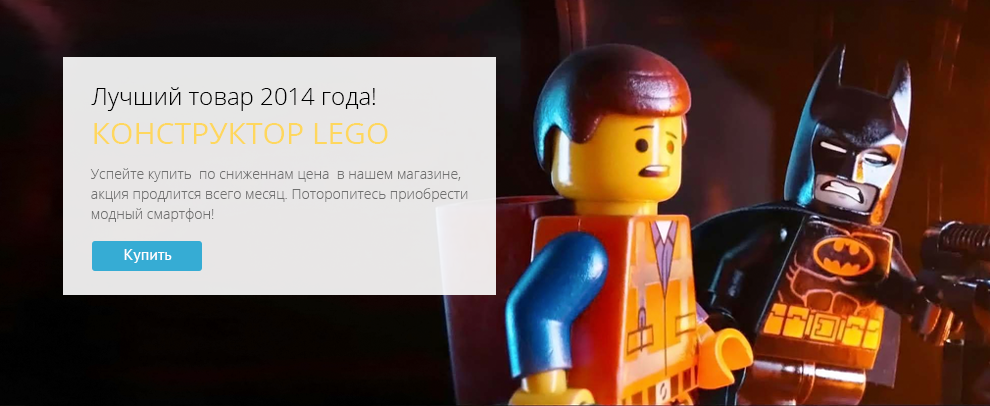 Лучший товар 2014 года!
КОНСТРУКТОР LEGO
Успейте купить по сниженнам цена в нашем магазине,
акция продлится всего месяц. Поторопитесь приобрести
модный смартфон!
Купить